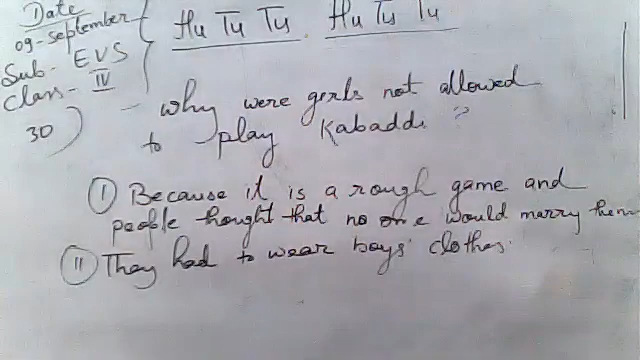 Date
09-september
Sub- EVS
Class- IV
Hu Tu Tu Hu Tu Tu
30) - why were girls not allowed
to play Kabaddi
(I) Because it is a rough game and
people thought that no one would marry them
(II) They had to wear boys' clothes.